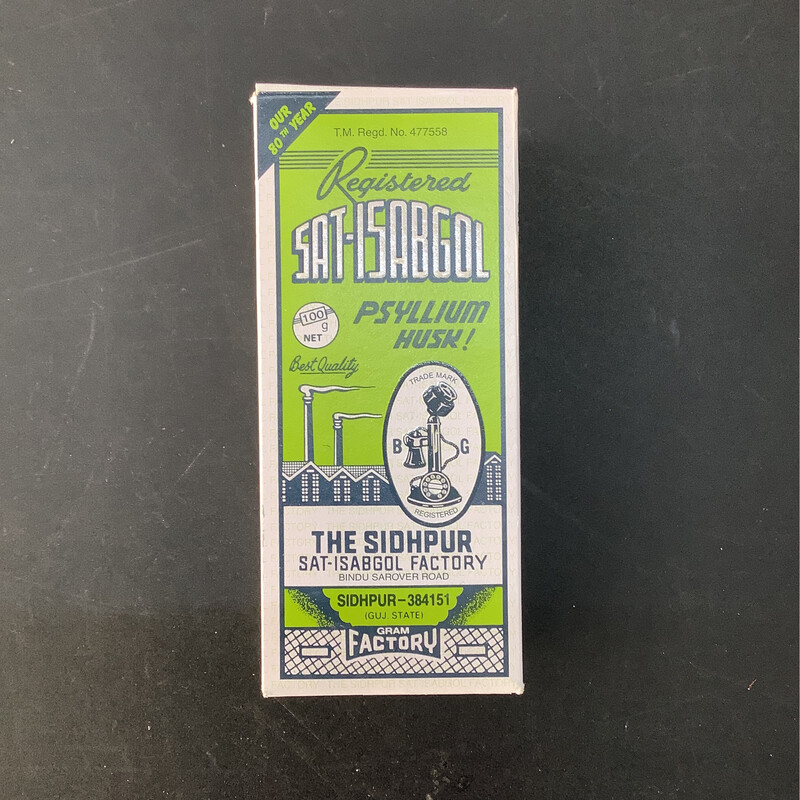 OUR
80TH YEAR
T.M. Regd. No. 477558
Registered
SAT-ISABGOL
PSYLLIUM
HUSK!
100
g
NET
Best Quality
TRADE MARK
B G
REGISTERED
THE SIDHPUR
SAT-ISABGOL FACTORY
BINDU SAROVER ROAD
SIDHPUR-384151
(GUJ. STATE)
GRAM
FACTORY